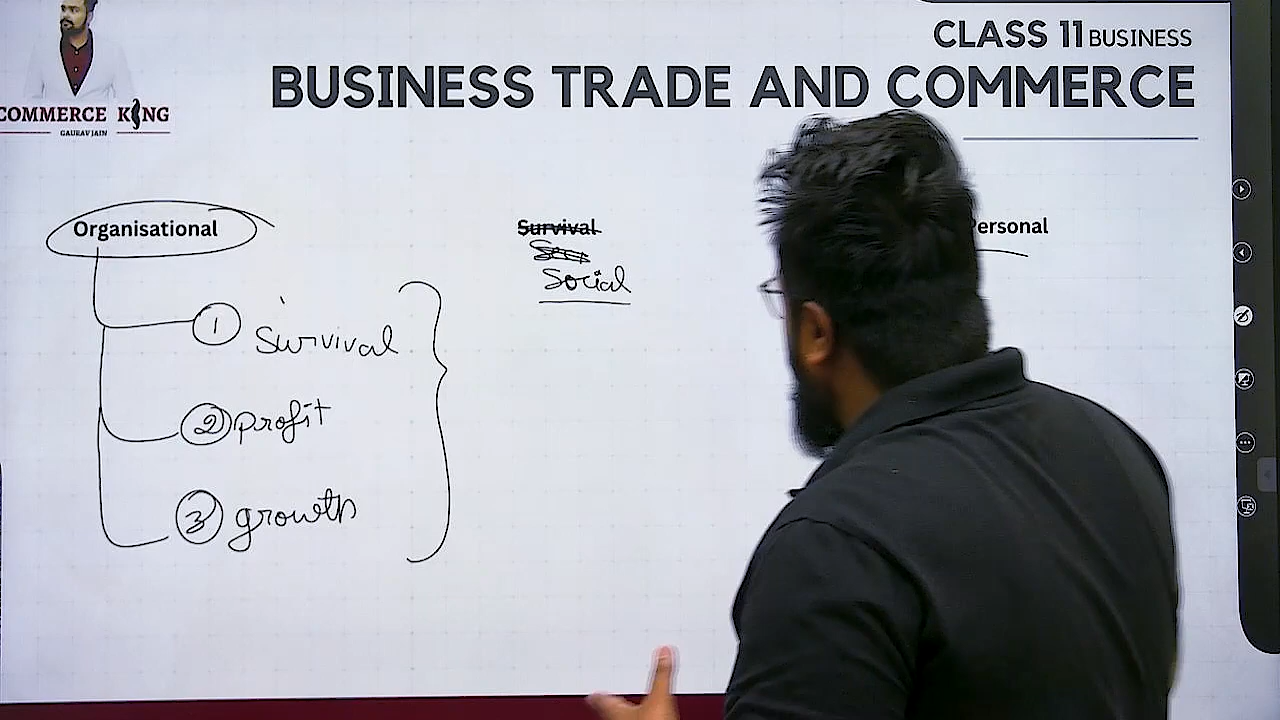 CLASS 11 BUSINESS
BUSINESS TRADE AND COMMERCE
COMMERCE KING
GAURAV JAIN
Organisational
Survival
Social
Personal
1 Survival
2 profit
3 growth